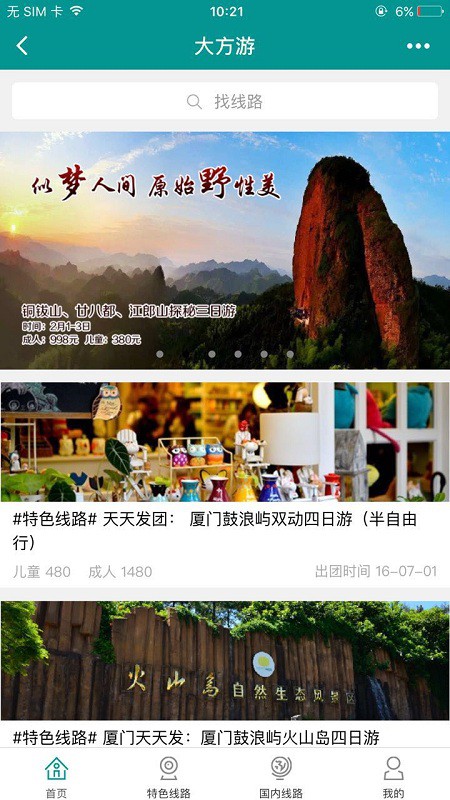 无 SIM 卡
10:21
6%
大方游
找线路
似梦人间 原始野性美
铜钹山、廿八都、江郎山探秘三日游
时间：2月1-3日
成人：998元 儿童：380元
#特色线路# 天天发团： 厦门鼓浪屿双动四日游（半自由
行）
儿童 480 成人 1480 出团时间 16-07-01
火山岛自然生态风景区
#特色线路# 厦门天天发：厦门鼓浪屿火山岛四日游
首页 特色线路 国内线路 我的